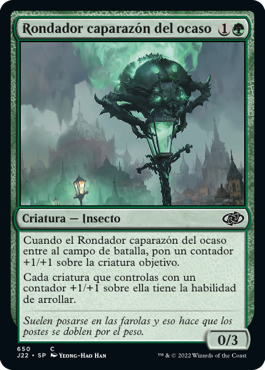 Rondador caparazón del ocaso 1
Criatura — Insecto
Cuando el Rondador caparazón del ocaso
entre al campo de batalla, pon un contador
+1/+1 sobre la criatura objetivo.
Cada criatura que controlas con un
contador +1/+1 sobre ella tiene la habilidad
de arrollar.
Suelen posarse en las farolas y eso hace que los
postes se doblen por el peso.
0/3
650 C
J22 • SP Yeong-Hao Han
™ & © 2022 Wizards of the Coast